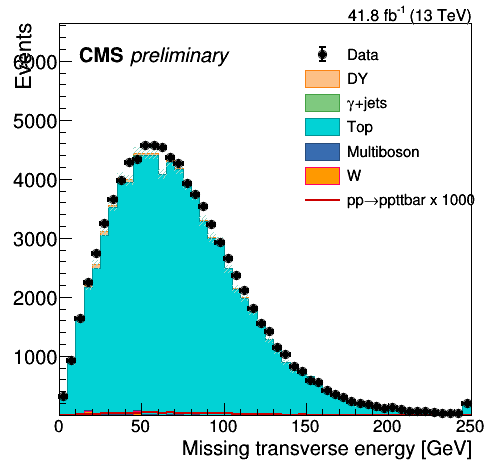 41.8 fb⁻¹ (13 TeV)
Events
CMS preliminary
Data
DY
γ+jets
Top
Multiboson
W
pp→ppttbar x 1000
6000
5000
4000
3000
2000
1000
0 50 100 150 200 250
Missing transverse energy [GeV]